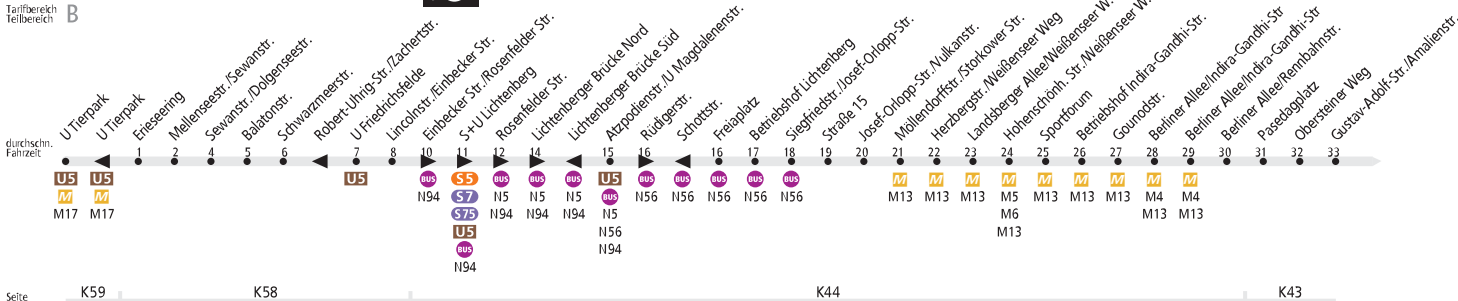 Tarifbereich
Teilbereich B
U Tierpark
U Tierpark
Erieseering
Mellenseestr./Sewanstr.
Sewanstr./Dolgenseestr.
Balatonstr.
Schwarzmeerstr.
Robert-Uhrig-Str./Zachertstr.
U Friedrichsfelde
Lincolnstr./Einbecker Str.
Einbecker Str./Rosenfelder Str.
S+U Lichtenberg
Rosenfelder Str.
Lichtenberger Brücke Nord
Lichtenberger Brücke Süd
Atzpodienstr./U Magdalenenstr.
Rüdigerstr.
Schottstr.
Freiaplatz
Betriebshof Lichtenberg
Siegfriedstr./Josef-Orlopp-Str.
Straße 15
Josef-Orlopp-Str./Vulkanstr.
Möllendorffstr./Storkower Str.
Herzbergstr./Weißenseer Weg
Landsberger Allee/Weißenseer
Hohenschönh. Str./Weißenseer
Sportforum
Betriebshof Indira-Gandhi-Str.
Gounodstr.
Berliner Allee/Indira-Gandhi-Str
Berliner Allee/Indira-Gandhi-Str
Berliner Allee/Rennbahnstr.
Pasedagplatz
Obersteiner Weg
Gustav-Adolf-Str./Amalienstr.
durchschn.
Fahrzeit
1 2 4 5 6 7 8 10 11 12 14 15 16 16 17 18 19 20 21 22 23 24 25 26 27 28 29 30 31 32 33
U5 U5 U5 BUS S5 BUS BUS BUS U5 BUS BUS BUS BUS BUS M M M M M M M M M
M M N94 S7 N5 N5 N5 BUS N56 N56 N56 N56 N56 M13 M13 M13 M5 M13 M13 M13 M4 M4
M17 M17 S75 N94 N94 N94 N5 M6 M13 M13
U5 N56 M13
BUS N94
N94
Seite K59 K58 K44 K43